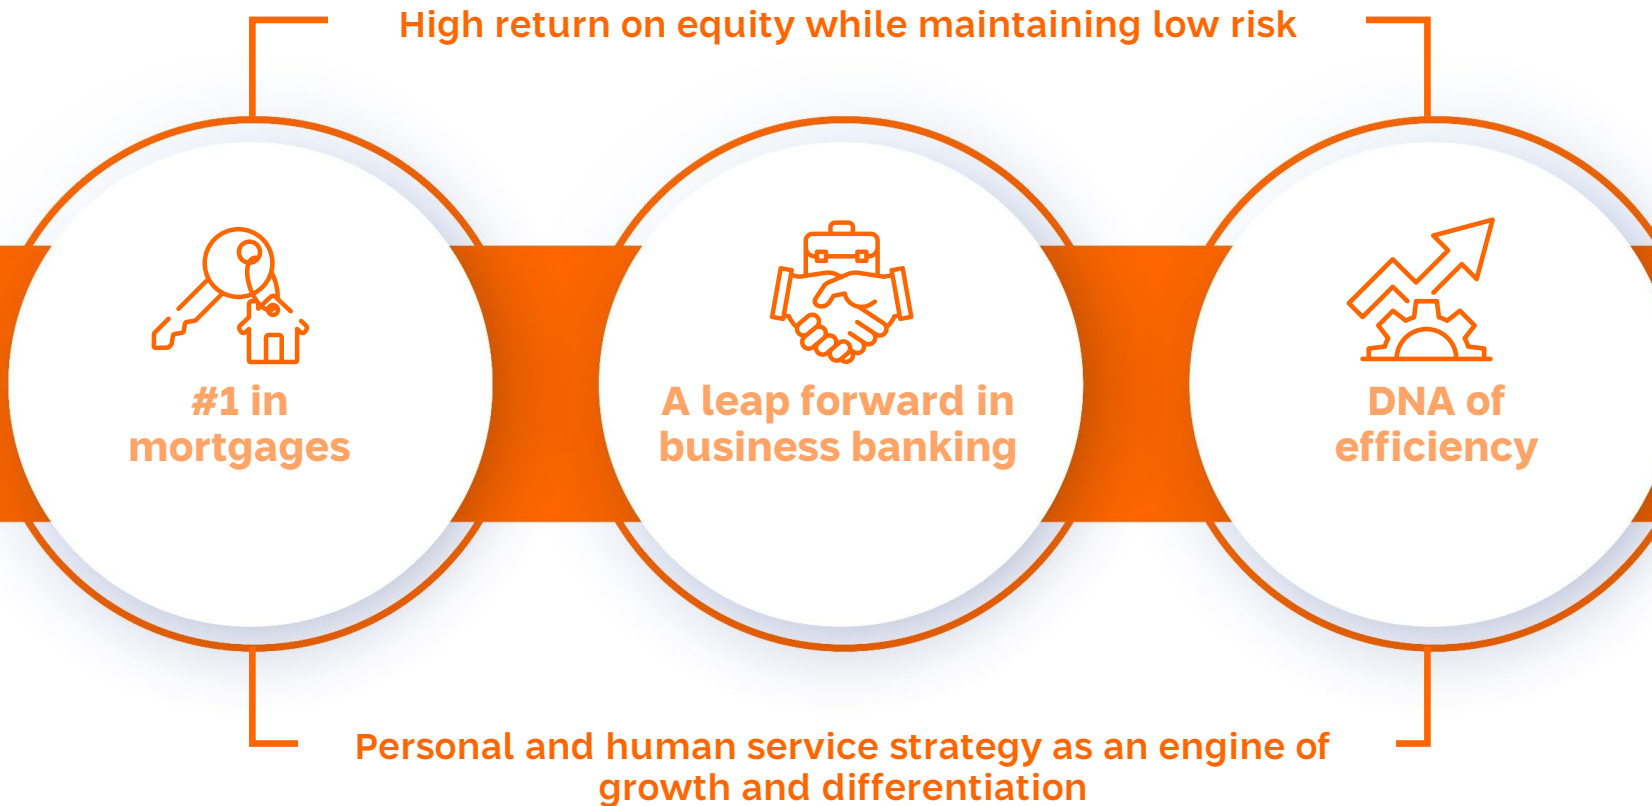 High return on equity while maintaining low risk
#1 in
mortgages
A leap forward in
business banking
DNA of
efficiency
Personal and human service strategy as an engine of
growth and differentiation